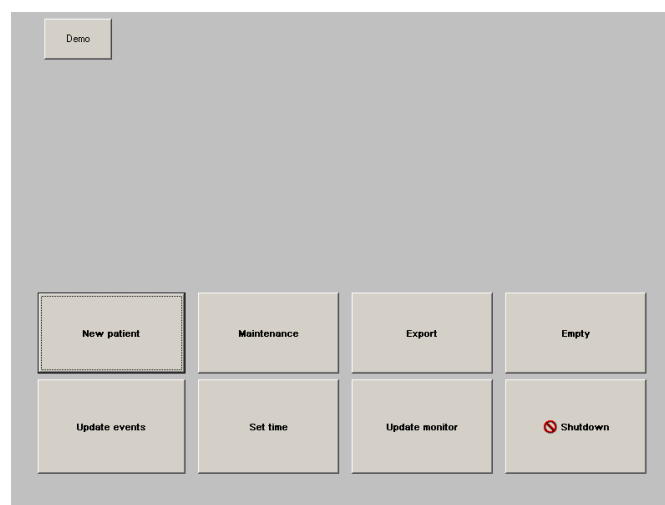 Demo
New patient
Maintenance
Export
Empty
Update events
Set time
Update monitor
Shutdown